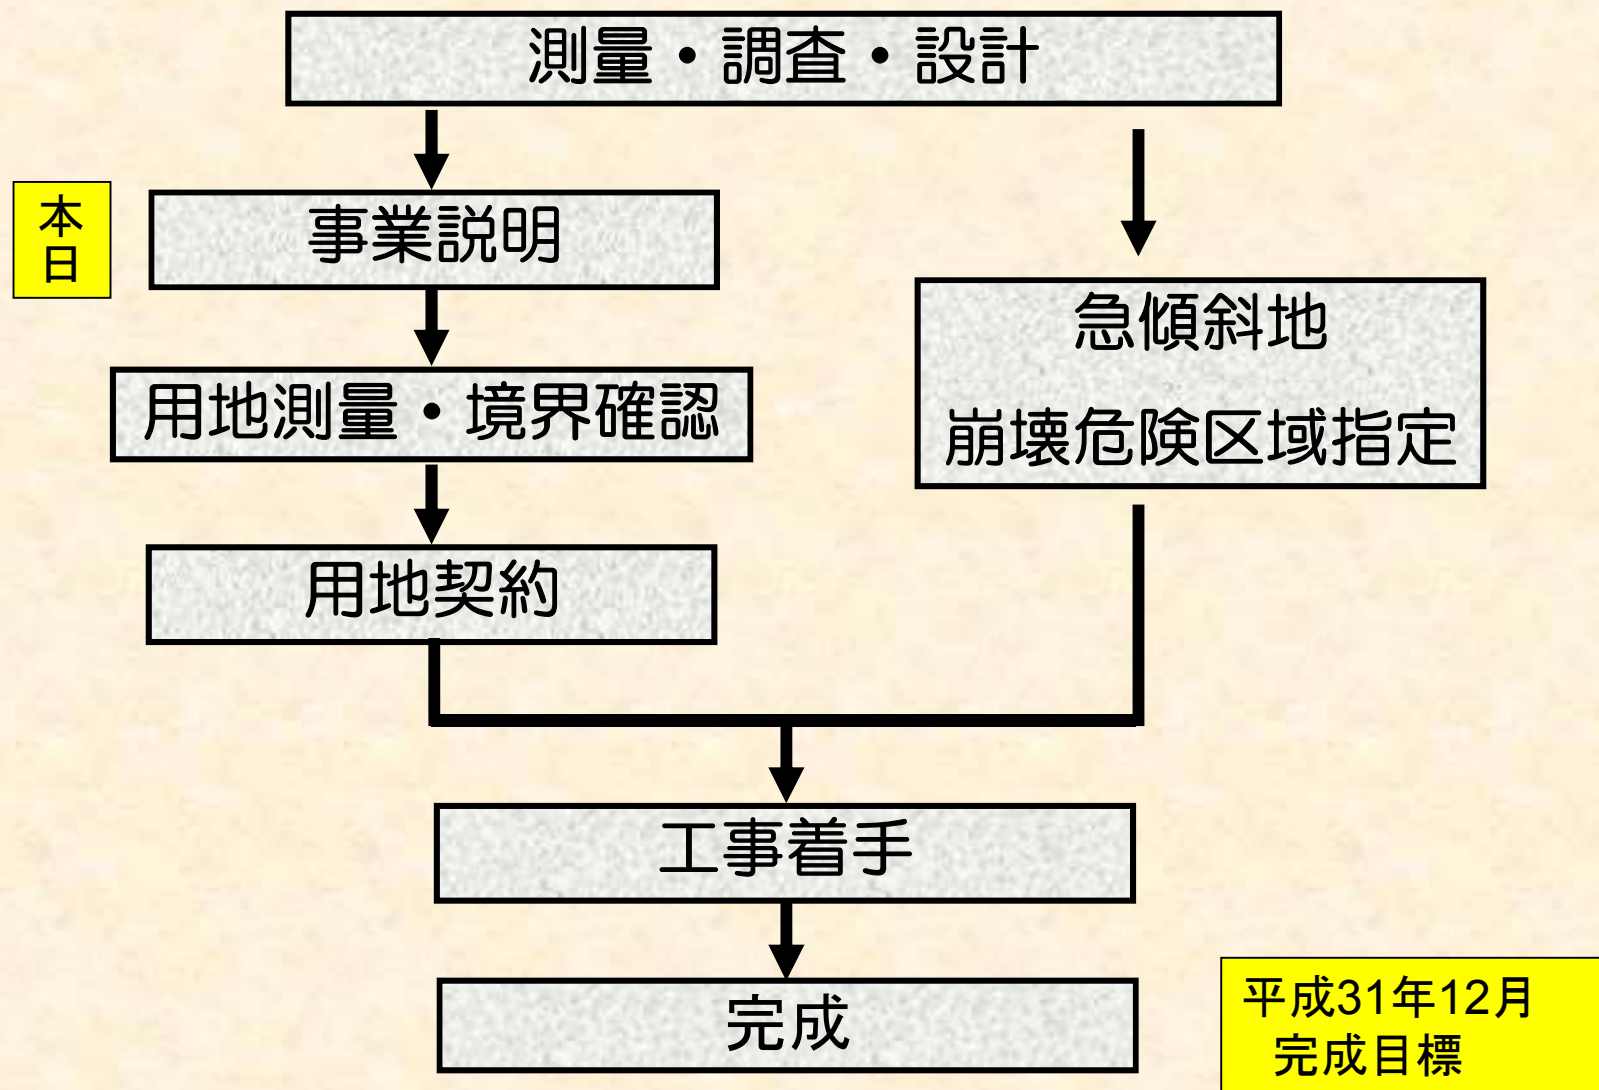 測量・調査・設計
本日
事業説明
用地測量・境界確認
用地契約
急傾斜地
崩壊危険区域指定
工事着手
完成
平成31年12月
完成目標